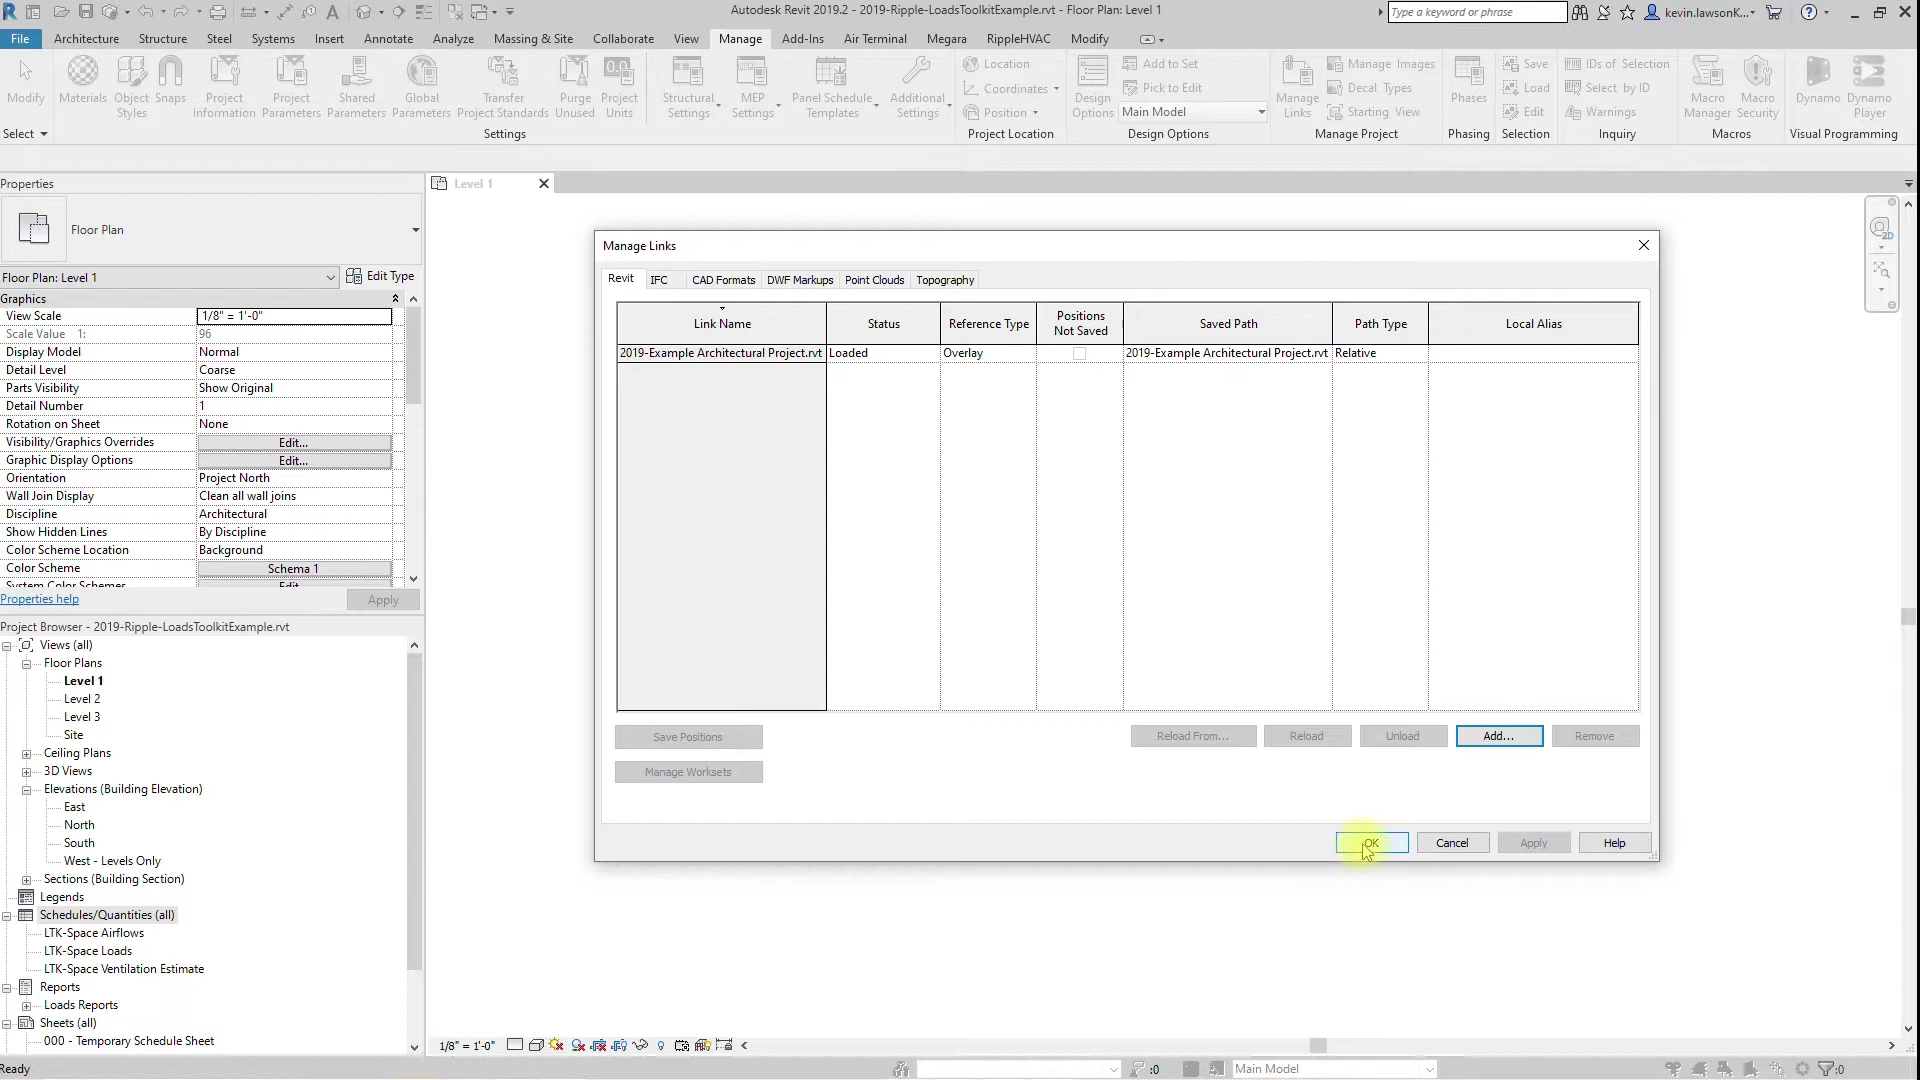 Autodesk Revit 2019.2 - 2019-Ripple-LoadsToolkitExample.rvt - Floor Plan: Level 1
Type a keyword or phrase
kevin.lawsonK...
File Architecture Structure Steel Systems Insert Annotate Analyze Massing & Site Collaborate View Manage Add-Ins Air Terminal Megara RippleHVAC Modify
Modify
Materials
Object Styles
Snaps
Project Information
Project Parameters
Shared Parameters
Global Parameters
Transfer Project Standards
Purge Unused
Project Units
Structural Settings
MEP Settings
Panel Schedule Templates
Additional Settings
Location
Coordinates
Position
Design Options
Add to Set
Pick to Edit
Main Model
Manage Links
Manage Images
Decal Types
Starting View
Phases
Save
Load
Edit
IDs of Selection
Select by ID
Warnings
Macro Manager
Macro Security
Dynamo
Dynamo Player
Select
Settings
Project Location
Design Options
Manage Project
Phasing
Selection
Inquiry
Macros
Visual Programming
Properties
Level 1
Floor Plan
Floor Plan: Level 1
Edit Type
Graphics
View Scale 1/8" = 1'-0"
Scale Value 1: 96
Display Model Normal
Detail Level Coarse
Parts Visibility Show Original
Detail Number 1
Rotation on Sheet None
Visibility/Graphics Overrides Edit...
Graphic Display Options Edit...
Orientation Project North
Wall Join Display Clean all wall joins
Discipline Architectural
Show Hidden Lines By Discipline
Color Scheme Location Background
Color Scheme Schema 1
System Color Schemes Edit...
Properties help
Apply
Project Browser - 2019-Ripple-LoadsToolkitExample.rvt
Views (all)
Floor Plans
Level 1
Level 2
Level 3
Site
Ceiling Plans
3D Views
Elevations (Building Elevation)
East
North
South
West - Levels Only
Sections (Building Section)
Legends
Schedules/Quantities (all)
LTK-Space Airflows
LTK-Space Loads
LTK-Space Ventilation Estimate
Reports
Loads Reports
Sheets (all)
000 - Temporary Schedule Sheet
Manage Links
Revit IFC CAD Formats DWF Markups Point Clouds Topography
Link Name Status Reference Type Positions Not Saved Saved Path Path Type Local Alias
2019-Example Architectural Project.rvt Loaded Overlay 2019-Example Architectural Project.rvt Relative
Save Positions
Reload From... Reload Unload Add... Remove
Manage Worksets
OK Cancel Apply Help
2D
1/8" = 1'-0"
Ready
:0
Main Model
:0